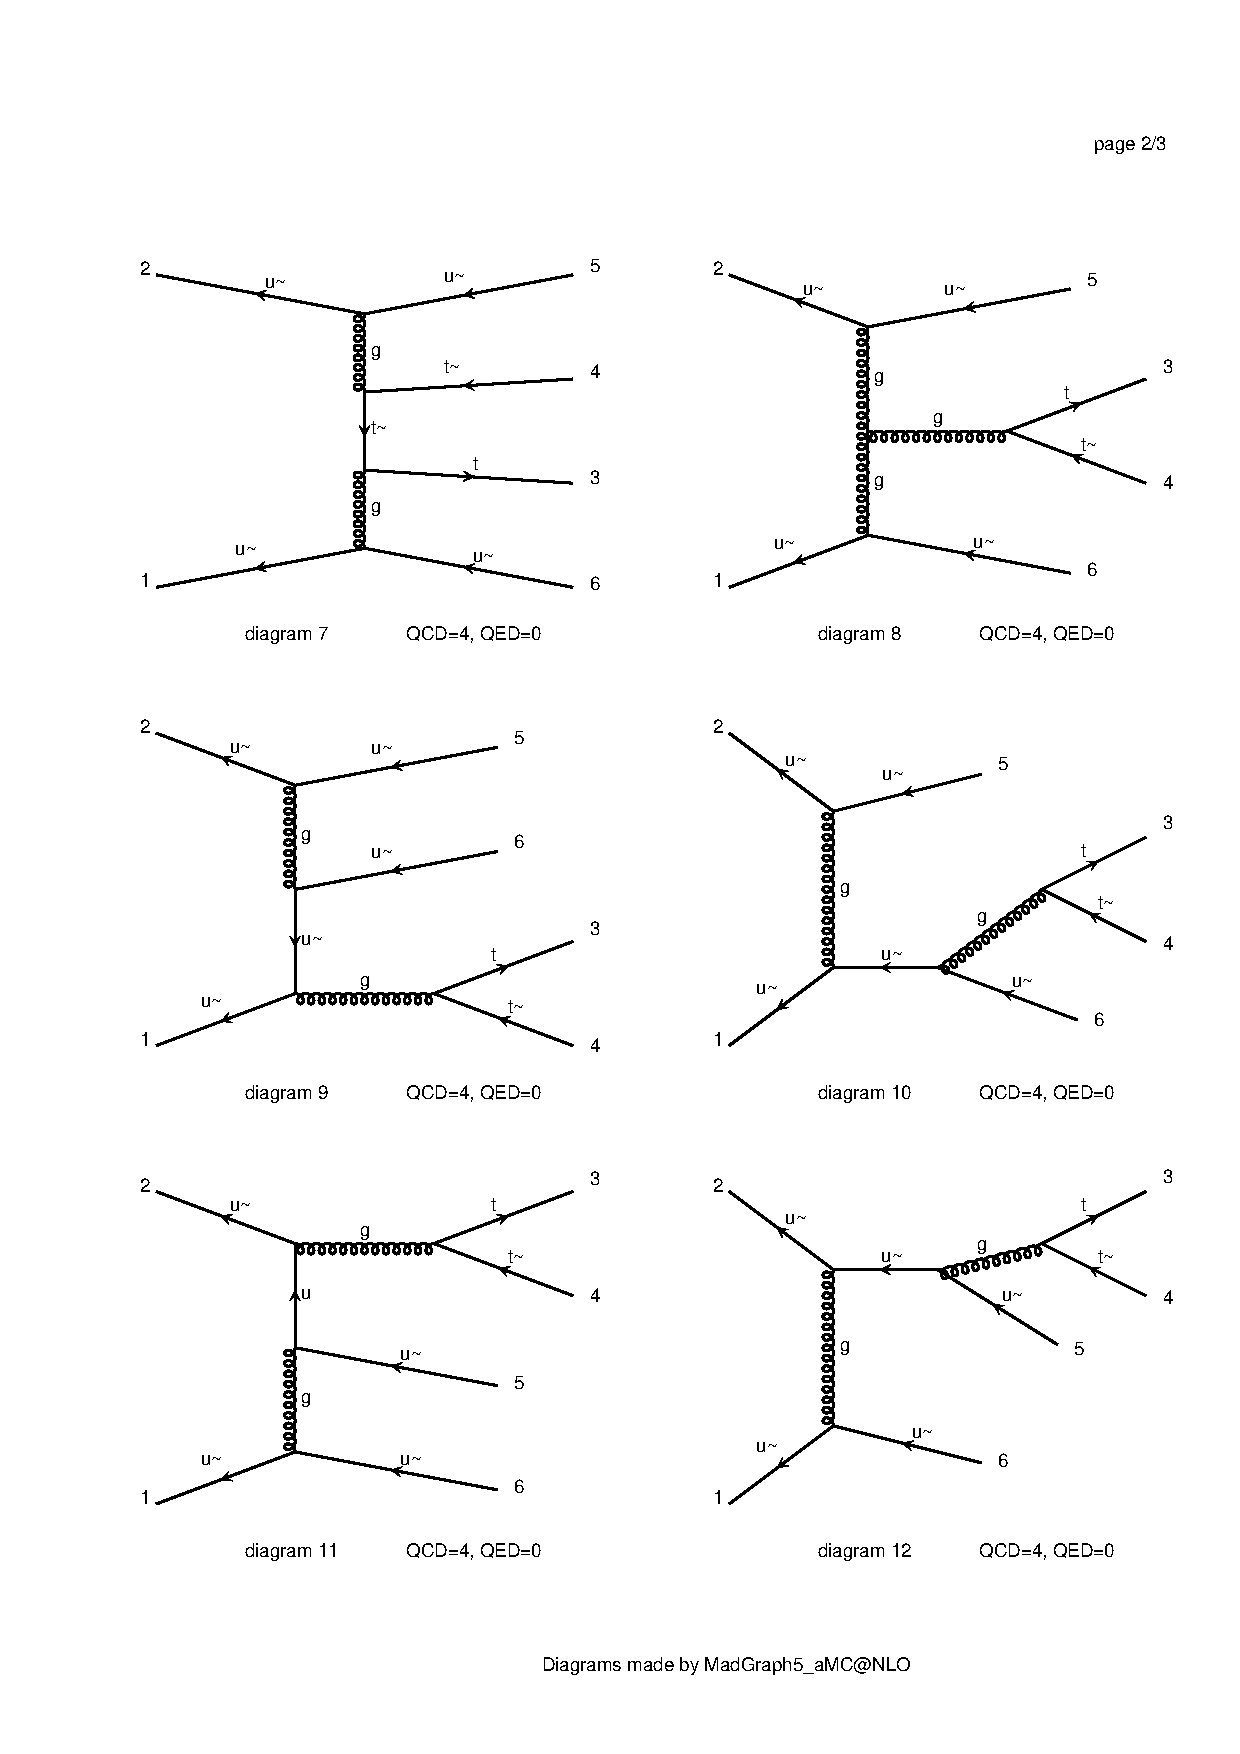 page 2/3
2 u~ u~ 5
g
t~ 4
t~
t
3
g
u~ u~
1 6
diagram 7 QCD=4, QED=0
2 u~ u~ 5
g
t 3
g
t~
g 4
u~ u~
1 6
diagram 8 QCD=4, QED=0
2 u~ u~ 5
g
u~ 6
u~
t 3
g
u~ t~
1 4
diagram 9 QCD=4, QED=0
2 u~ u~ 5
g
t 3
g t~
4
u~
u~ u~
1 6
diagram 10 QCD=4, QED=0
2 u~ g t 3
t~
u 4
u~ 5
g
u~ u~
1 6
diagram 11 QCD=4, QED=0
2 u~ t 3
u~ g t~
4
u~
g 5
u~ u~
1 6
diagram 12 QCD=4, QED=0
Diagrams made by MadGraph5_aMC@NLO